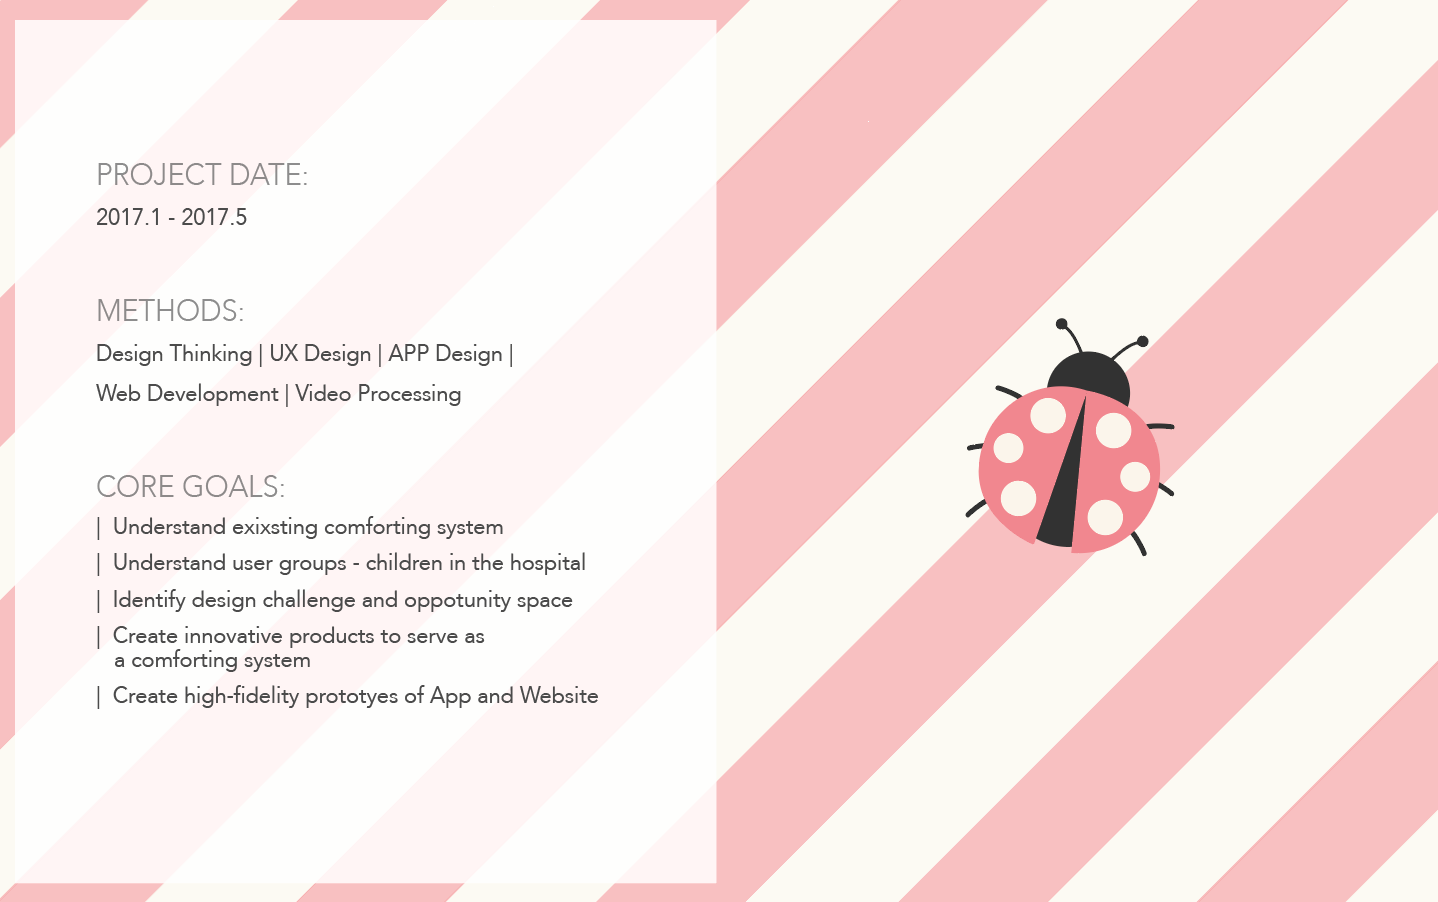 PROJECT DATE:
2017.1 - 2017.5
METHODS:
Design Thinking | UX Design | APP Design |
Web Development | Video Processing
CORE GOALS:
| Understand exixsting comforting system
| Understand user groups - children in the hospital
| Identify design challenge and oppotunity space
| Create innovative products to serve as
a comforting system
| Create high-fidelity prototyes of App and Website